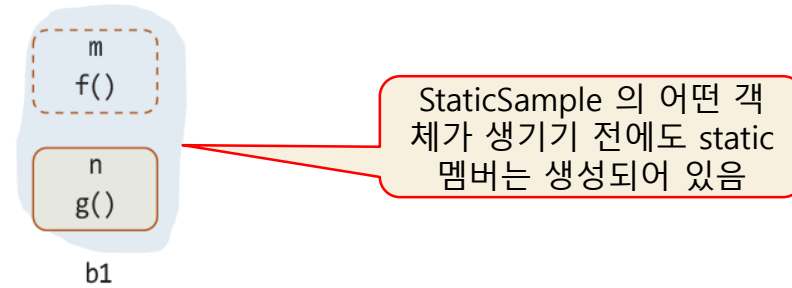 m
f()
n
g()
b1
StaticSample 의 어떤 객
체가 생기기 전에도 static
멤버는 생성되어 있음